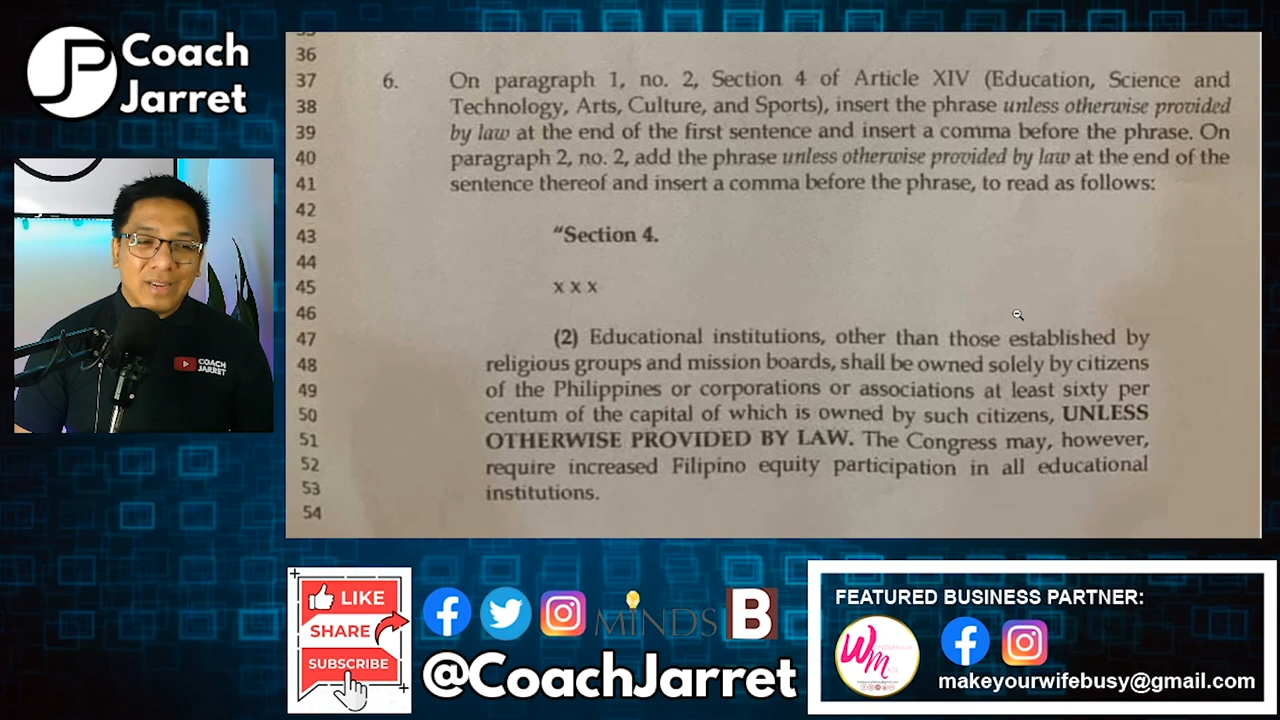 Coach
Jarret
36
37 6. On paragraph 1, no. 2, Section 4 of Article XIV (Education, Science and
38 Technology, Arts, Culture, and Sports), insert the phrase unless otherwise provided
39 by law at the end of the first sentence and insert a comma before the phrase. On
40 paragraph 2, no. 2, add the phrase unless otherwise provided by law at the end of the
41 sentence thereof and insert a comma before the phrase, to read as follows:
42
43 “Section 4.
44
45 x x x
46
47 (2) Educational institutions, other than those established by
48 religious groups and mission boards, shall be owned solely by citizens
49 of the Philippines or corporations or associations at least sixty per
50 centum of the capital of which is owned by such citizens, UNLESS
51 OTHERWISE PROVIDED BY LAW. The Congress may, however,
52 require increased Filipino equity participation in all educational
53 institutions.
54
COACH
JARRET
LIKE
SHARE
SUBSCRIBE
MINDS B
@CoachJarret
FEATURED BUSINESS PARTNER:
WM
makeyourwifebusy@gmail.com